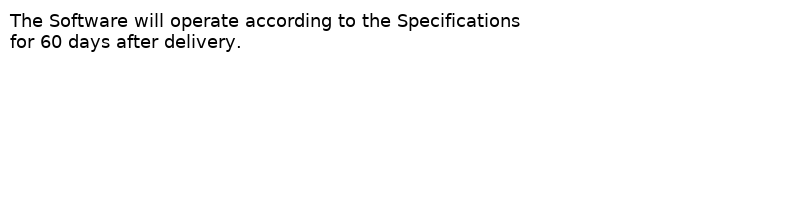 The Software will operate according to the Specifications
for 60 days after delivery.